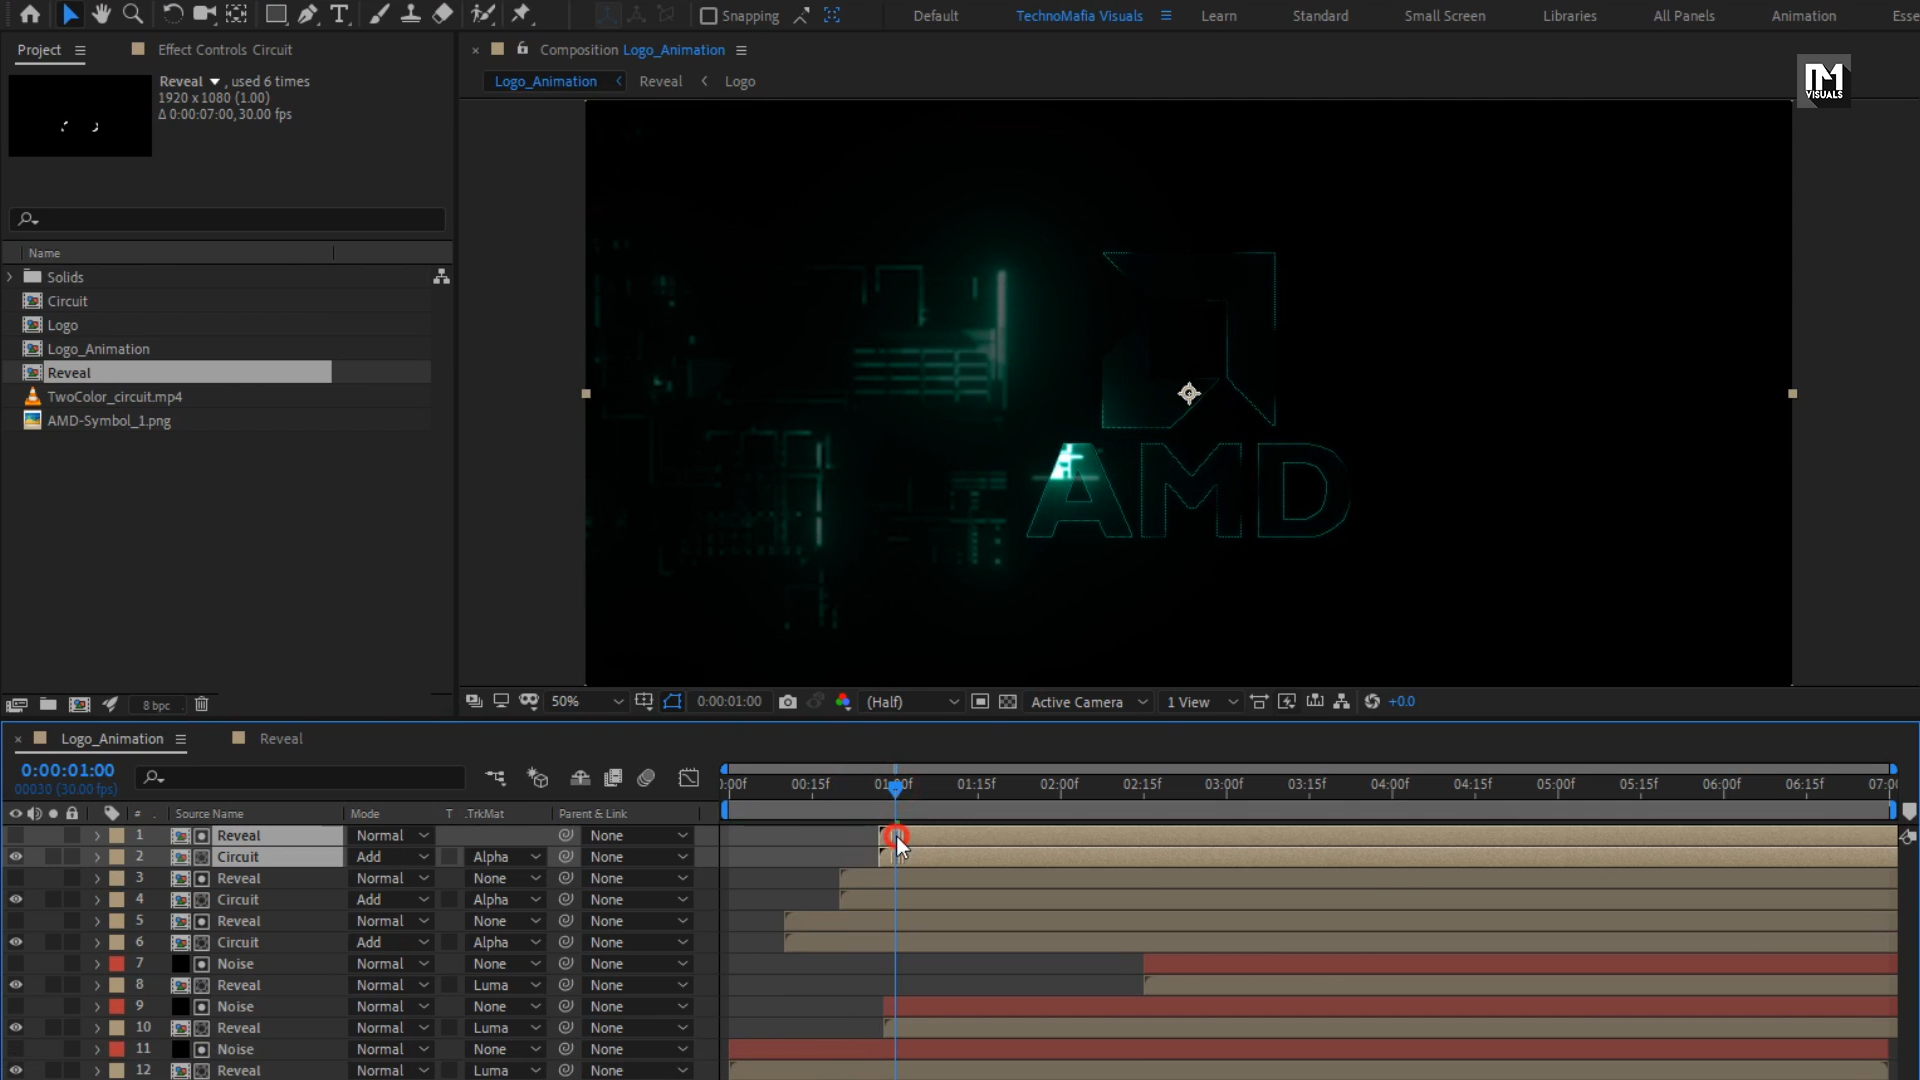 Snapping
Default
TechnoMafia Visuals
Learn
Standard
Small Screen
Libraries
All Panels
Animation
Esse
Project
Effect Controls Circuit
Composition Logo_Animation
Reveal , used 6 times
1920 x 1080 (1.00)
Δ 0:00:07:00, 30.00 fps
Logo_Animation
Reveal
Logo
VISUALS
Name
Solids
Circuit
Logo
Logo_Animation
Reveal
TwoColor_circuit.mp4
AMD-Symbol_1.png
AMD
8 bpc
50%
0:00:01:00
(Half)
Active Camera
1 View
+0.0
Logo_Animation
Reveal
0:00:01:00
00030 (30.00 fps)
:00f 00:15f 01:00f 01:15f 02:00f 02:15f 03:00f 03:15f 04:00f 04:15f 05:00f 05:15f 06:00f 06:15f 07:00
# Source Name Mode T .TrkMat Parent & Link
1 Reveal Normal None
2 Circuit Add Alpha None
3 Reveal Normal None None
4 Circuit Add Alpha None
5 Reveal Normal None None
6 Circuit Add Alpha None
7 Noise Normal None None
8 Reveal Normal Luma None
9 Noise Normal None None
10 Reveal Normal Luma None
11 Noise Normal None None
12 Reveal Normal Luma None